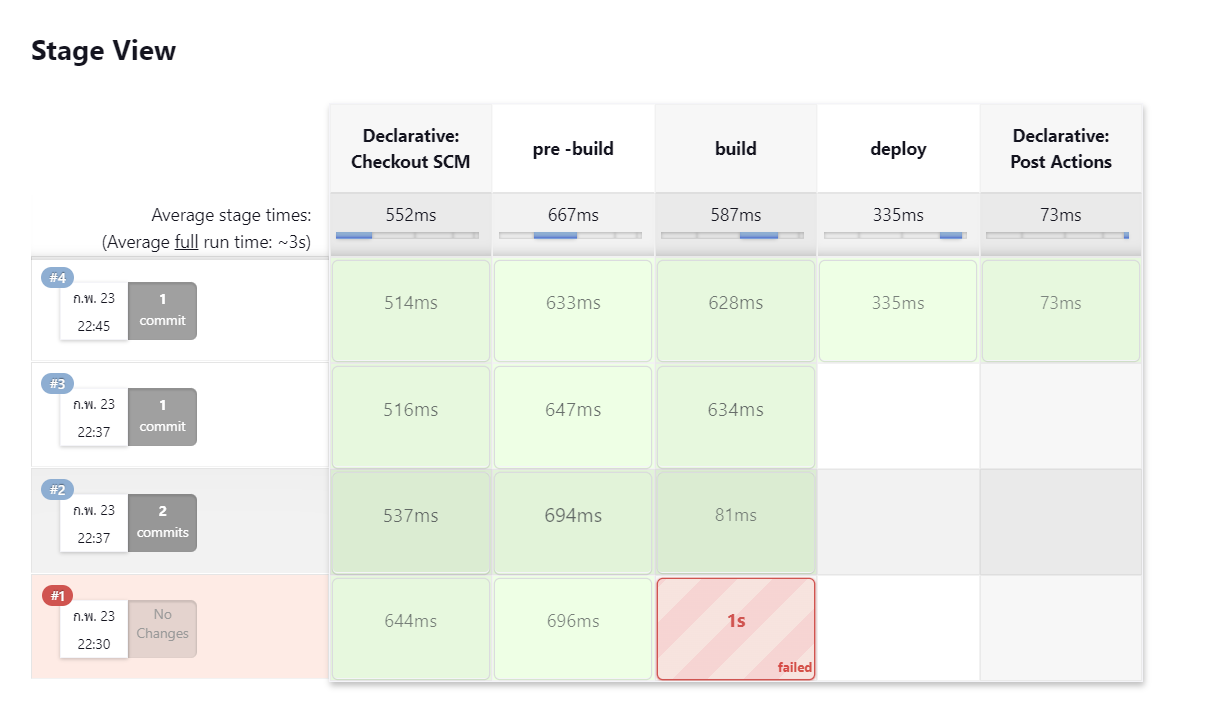 Stage View
Declarative:
Checkout SCM
pre -build
build
deploy
Declarative:
Post Actions
Average stage times:
(Average full run time: ~3s)
552ms
667ms
587ms
335ms
73ms
#4
ก.พ. 23
22:45
1
commit
514ms
633ms
628ms
335ms
73ms
#3
ก.พ. 23
22:37
1
commit
516ms
647ms
634ms
#2
ก.พ. 23
22:37
2
commits
537ms
694ms
81ms
#1
ก.พ. 23
22:30
No
Changes
644ms
696ms
1s
failed